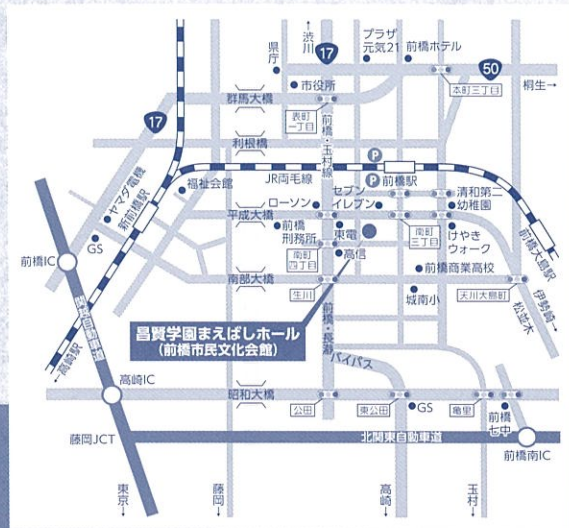 ←渋川
17
プラザ
元気21
前橋ホテル
県庁
50
桐生→
市役所
本町三丁目
群馬大橋
表町
一丁目
17
前橋・玉村線
利根橋
P
JR両毛線
P
前橋駅
福祉会館
ヤマダ電機
新前橋駅
ローソン
セブン
イレブン
清和第二
幼稚園
平成大橋
GS
前橋
刑務所
東電
南町
三丁目
けやき
ウォーク
前橋大島駅
前橋IC
南町
四丁目
高信
前橋商業高校
伊勢崎→
南部大橋
生川
城南小
天川大島町
松並木
昌賢学園まえばしホール
(前橋市民文化会館)
←高崎駅
前橋・長瀞
バイパス
高崎IC
昭和大橋
公田
東公田
GS
亀里
前橋
七中
藤岡JCT
北関東自動車道
前橋南IC
東京→
藤岡→
高崎→
玉村→